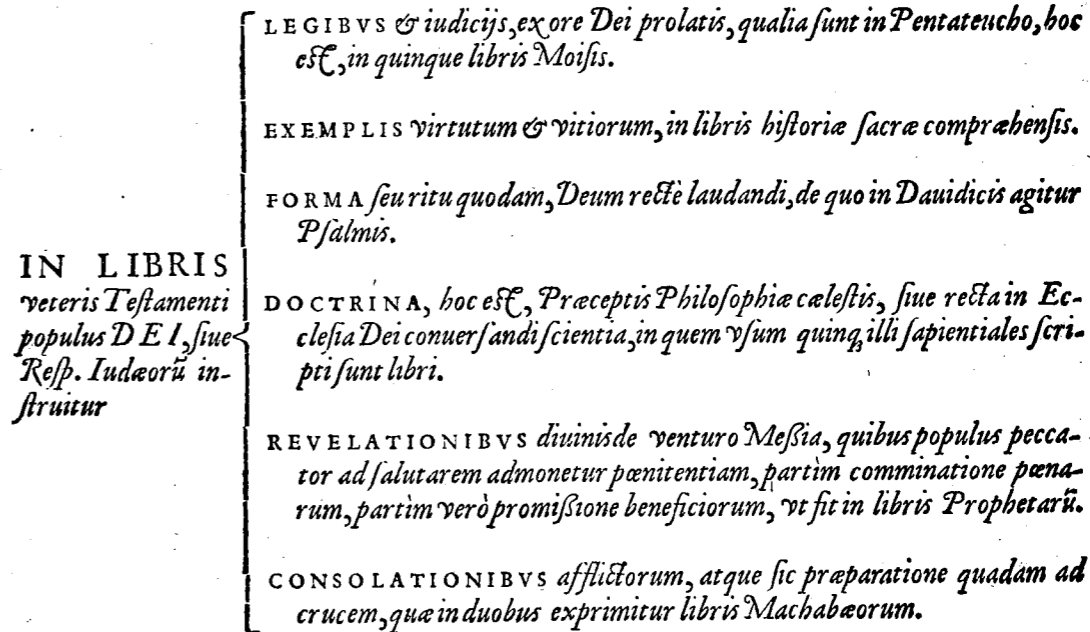 IN LIBRIS
veteris Teſtamenti
populus DEI, ſiue
Reſp. Iudæorũ in-
ſtruitur
LEGIBVS & iudicijs, ex ore Dei prolatis, qualia ſunt in Pentateucho, hoc
eſt, in quinque libris Moiſis.
EXEMPLIS virtutum & vitiorum, in libris hiſtoriæ ſacræ compræhenſis.
FORMA ſeu ritu quodam, Deum rectè laudandi, de quo in Dauidicis agitur
Pſalmis.
DOCTRINA, hoc eſt, Præceptis Philoſophiæ cæleſtis, ſiue recta in Ec-
cleſia Dei conuerſandi ſcientia, in quem vſum quinq; illi ſapientiales ſcri-
pti ſunt libri.
REVELATIONIBVS diuinis de venturo Meſsia, quibus populus pecca-
tor ad ſalutarem admonetur pœnitentiam, partìm comminatione pœna-
rum, partìm verò promiſsione beneficiorum, vt fit in libris Prophetarũ.
CONSOLATIONIBVS afflictorum, atque ſic præparatione quadam ad
crucem, quæ in duobus exprimitur libris Machabæorum.